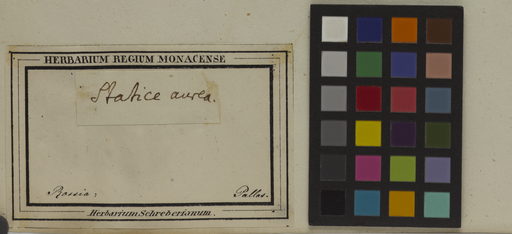 HERBARIUM REGIUM MONACENSE
Statice aurea.
Rossia, Pallas.
Herbarium Schreberianum.